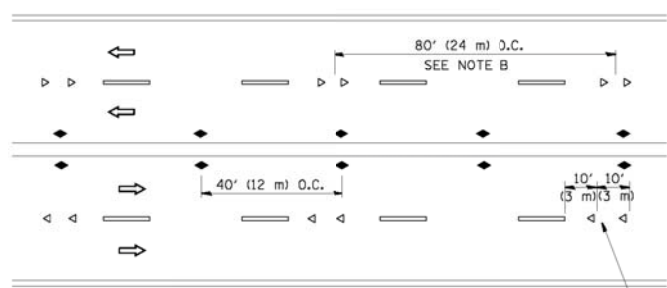 80' (24 m) O.C.
SEE NOTE B
40' (12 m) O.C.
10' 10'
(3 m) (3 m)